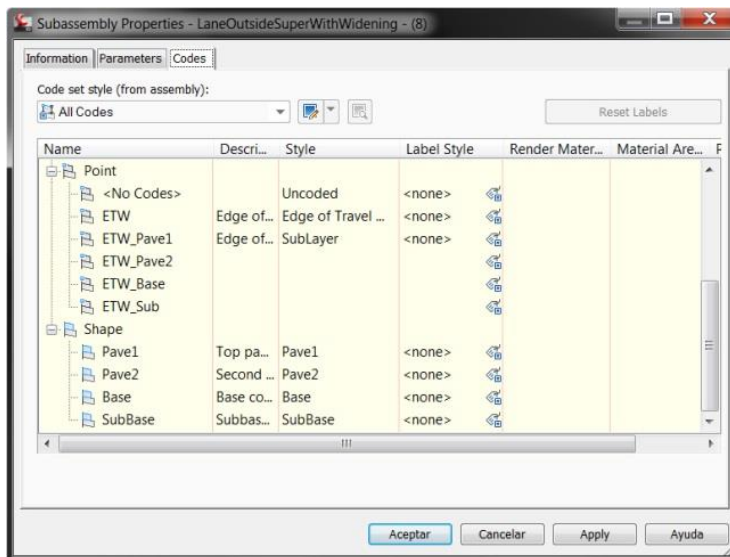 Subassembly Properties - LaneOutsideSuperWithWidening - (8)
Information Parameters Codes
Code set style (from assembly):
All Codes
Reset Labels
Name Descri... Style Label Style Render Mater... Material Are... P
Point
<No Codes> Uncoded <none>
ETW Edge of... Edge of Travel ... <none>
ETW_Pave1 Edge of... SubLayer <none>
ETW_Pave2
ETW_Base
ETW_Sub
Shape
Pave1 Top pa... Pave1 <none>
Pave2 Second ... Pave2 <none>
Base Base co... Base <none>
SubBase Subbas... SubBase <none>
Aceptar Cancelar Apply Ayuda